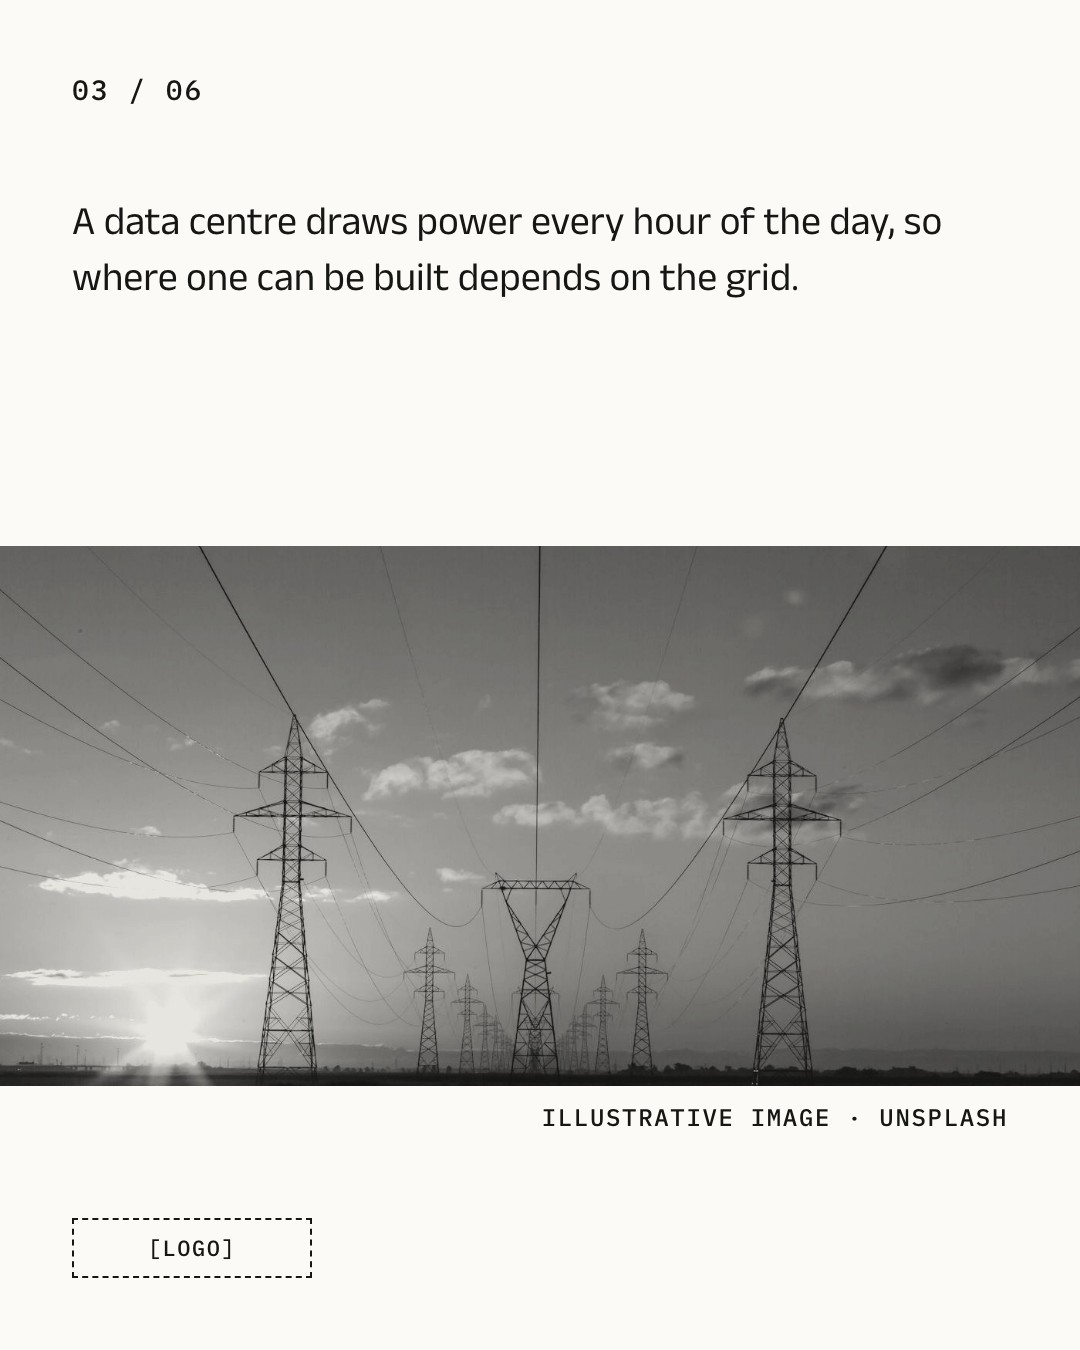 03 / 06
A data centre draws power every hour of the day, so
where one can be built depends on the grid.
ILLUSTRATIVE IMAGE · UNSPLASH
[LOGO]